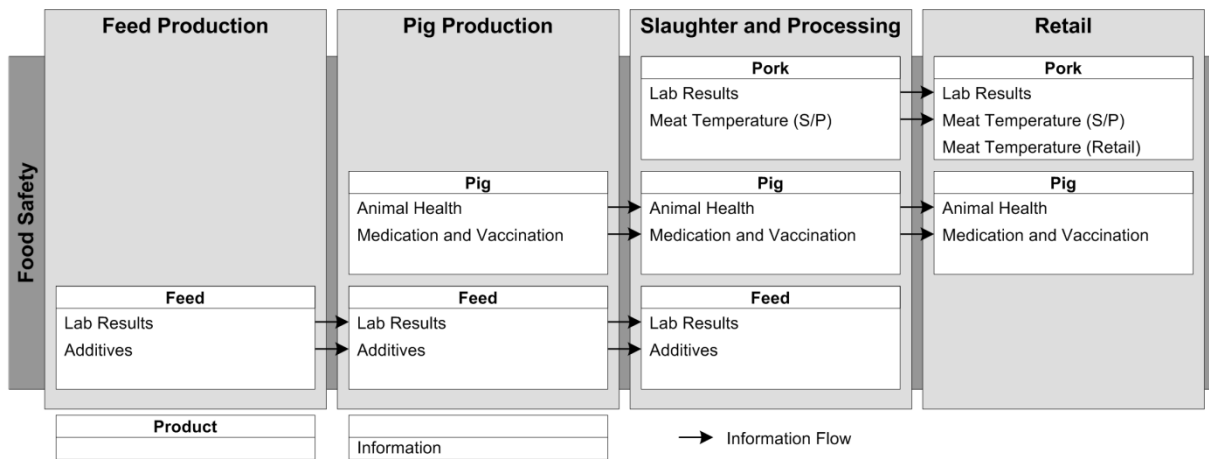 Feed Production
Pig Production
Slaughter and Processing
Retail
Food Safety
Pork
Lab Results
Meat Temperature (S/P)
Pork
Lab Results
Meat Temperature (S/P)
Meat Temperature (Retail)
Pig
Animal Health
Medication and Vaccination
Pig
Animal Health
Medication and Vaccination
Pig
Animal Health
Medication and Vaccination
Feed
Lab Results
Additives
Feed
Lab Results
Additives
Feed
Lab Results
Additives
Product
Information
Information Flow